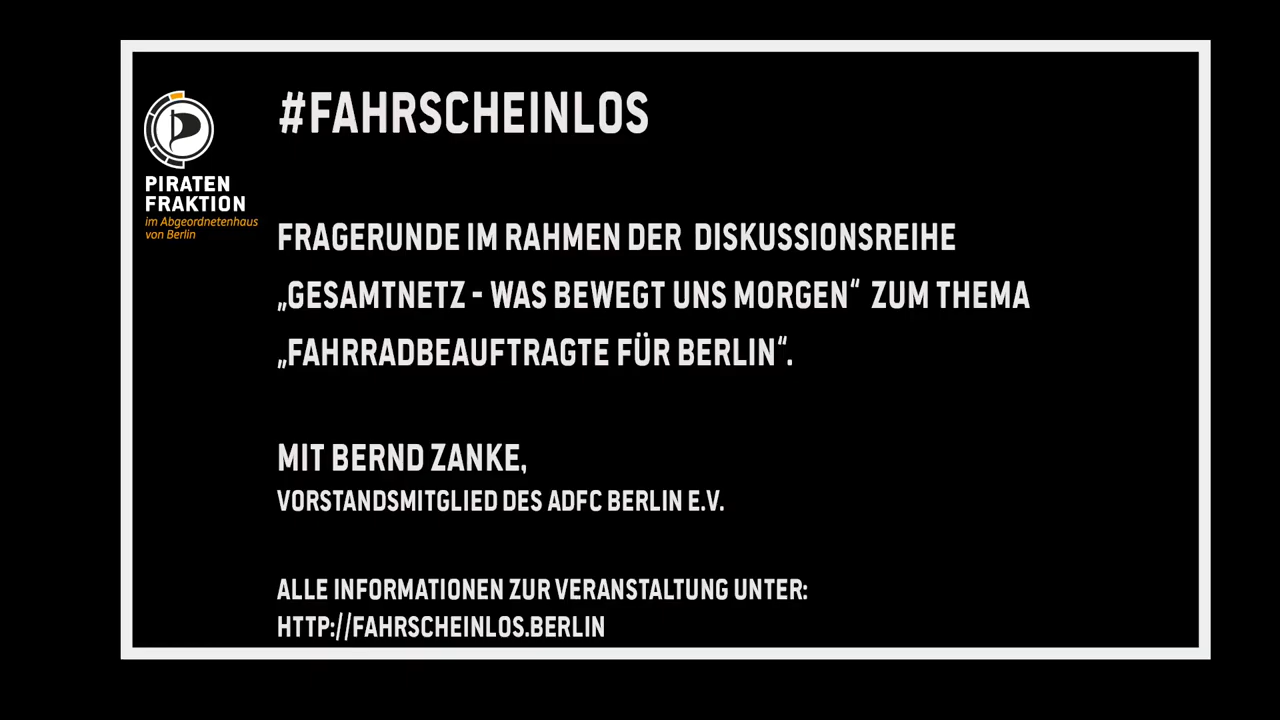 #FAHRSCHEINLOS
PIRATEN
FRAKTION
im Abgeordnetenhaus
von Berlin
FRAGERUNDE IM RAHMEN DER DISKUSSIONSREIHE
„GESAMTNETZ - WAS BEWEGT UNS MORGEN“ ZUM THEMA
„FAHRRADBEAUFTRAGTE FÜR BERLIN“.
MIT BERND ZANKE,
VORSTANDSMITGLIED DES ADFC BERLIN E.V.
ALLE INFORMATIONEN ZUR VERANSTALTUNG UNTER:
HTTP://FAHRSCHEINLOS.BERLIN